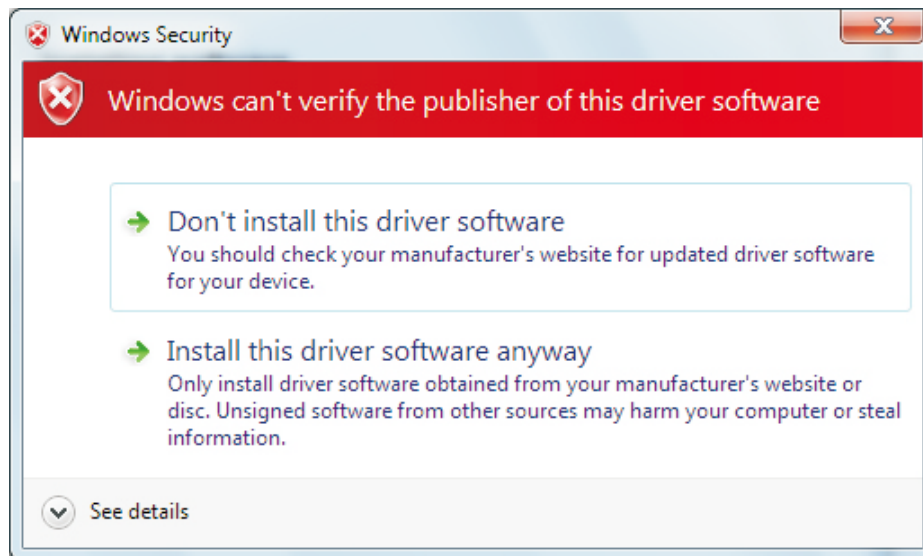 Windows Security
Windows can't verify the publisher of this driver software
Don't install this driver software
You should check your manufacturer's website for updated driver software
for your device.
Install this driver software anyway
Only install driver software obtained from your manufacturer's website or
disc. Unsigned software from other sources may harm your computer or steal
information.
See details